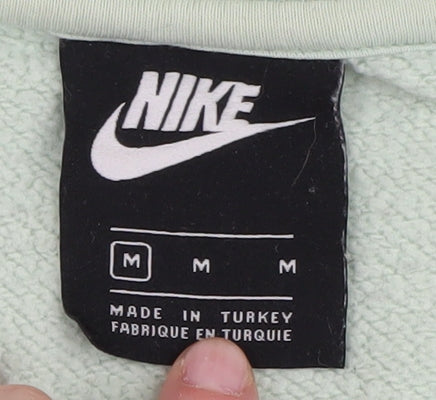 NIKE
M M M
MADE IN TURKEY
FABRIQUE EN TURQUIE